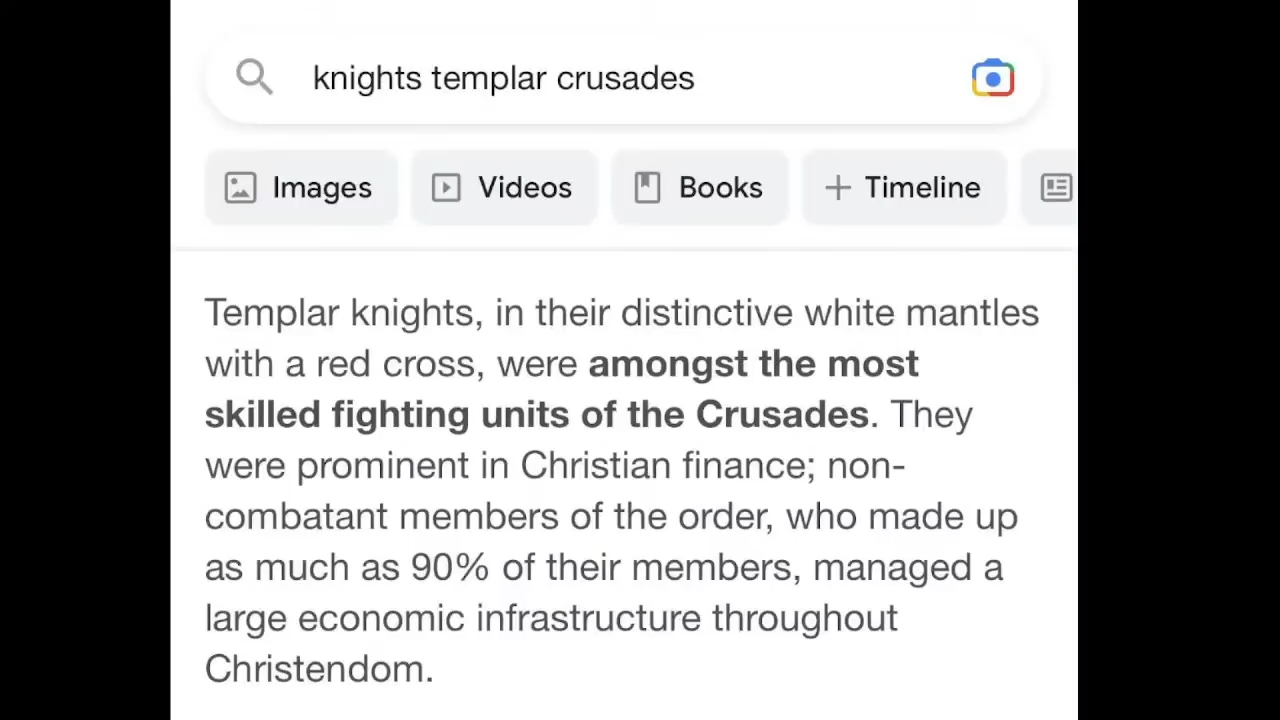 knights templar crusades
Images Videos Books Timeline
Templar knights, in their distinctive white mantles
with a red cross, were amongst the most
skilled fighting units of the Crusades. They
were prominent in Christian finance; non-
combatant members of the order, who made up
as much as 90% of their members, managed a
large economic infrastructure throughout
Christendom.